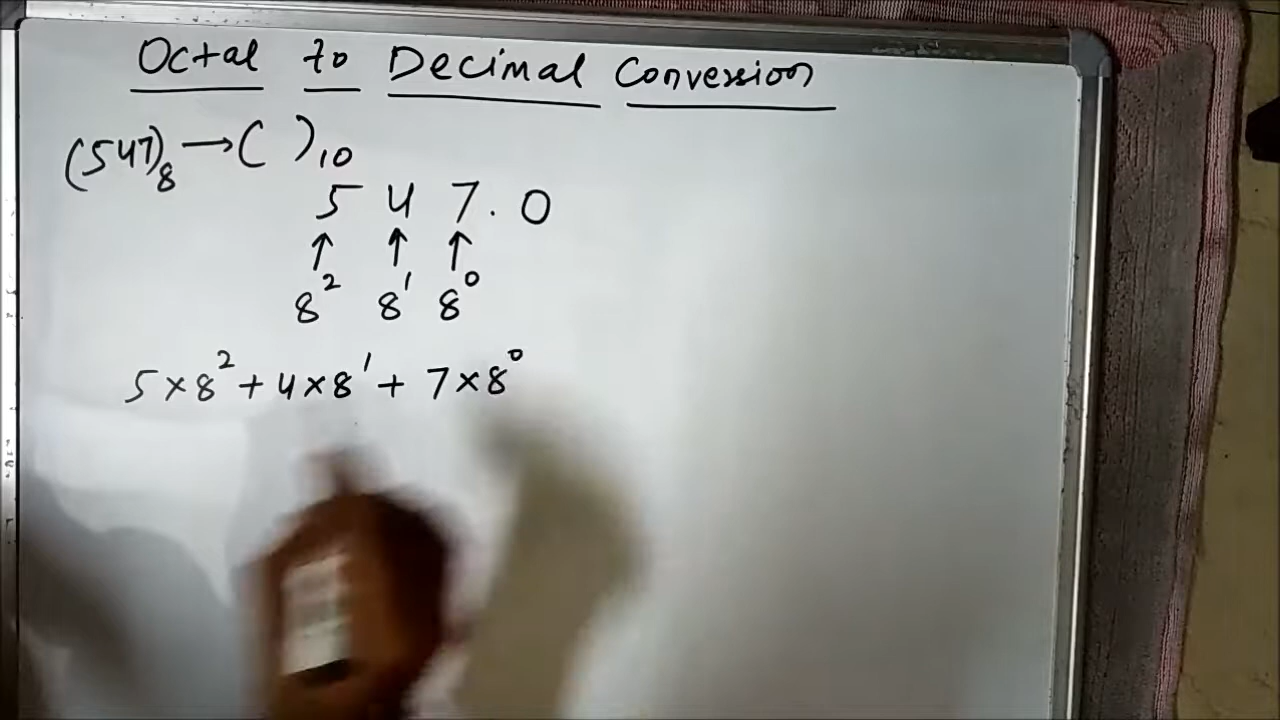 Octal to Decimal Conversion
(547)₈ → ( )₁₀
5 4 7 . 0
↑ ↑ ↑
8² 8¹ 8⁰
5×8² + 4×8¹ + 7×8⁰